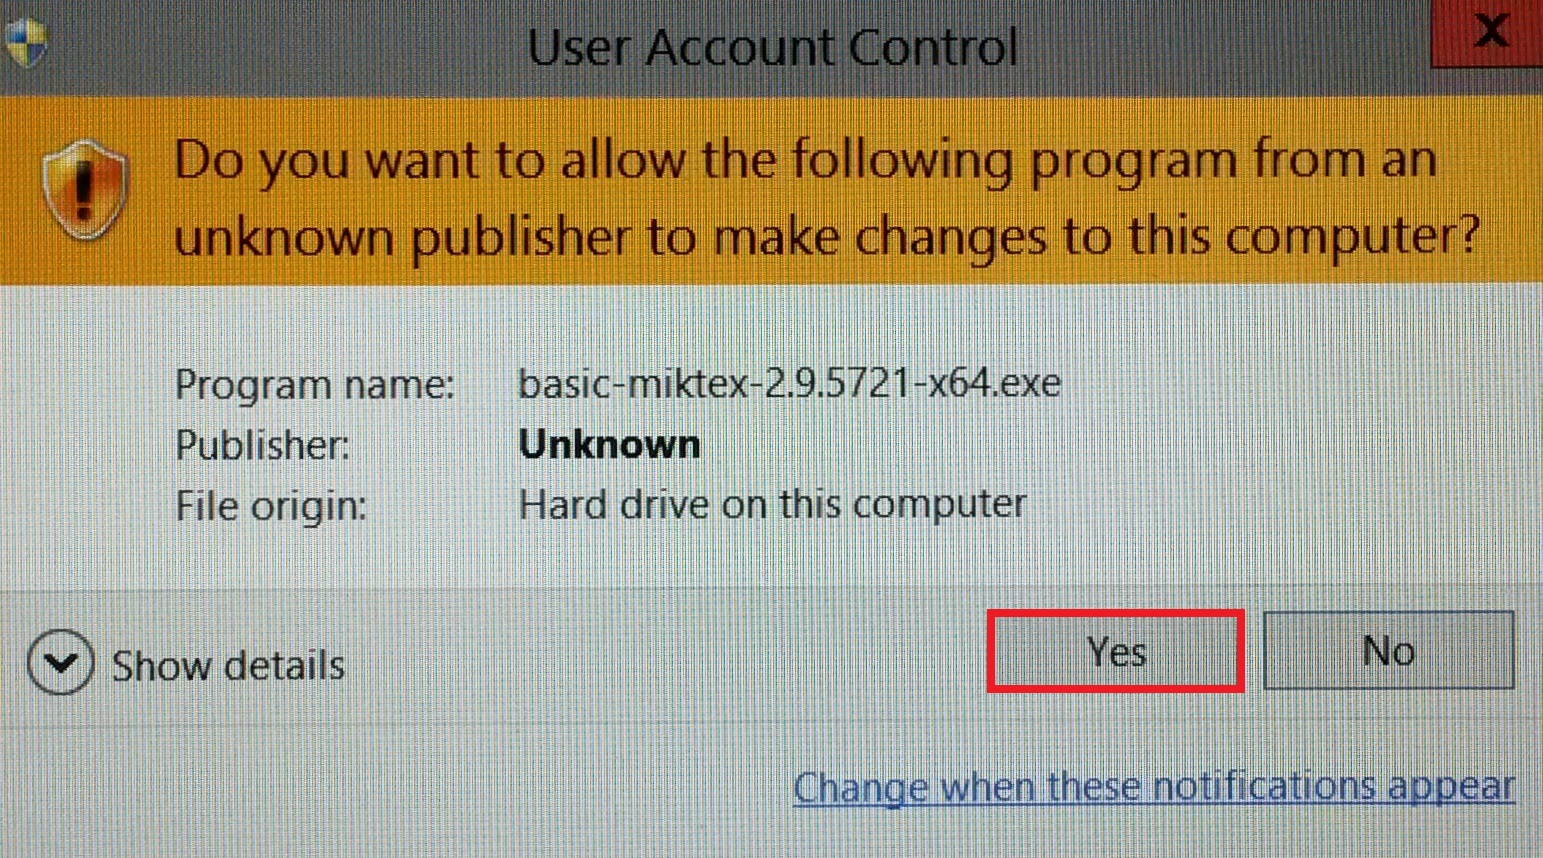 User Account Control
X
Do you want to allow the following program from an
unknown publisher to make changes to this computer?
Program name: basic-miktex-2.9.5721-x64.exe
Publisher: Unknown
File origin: Hard drive on this computer
Show details
Yes
No
Change when these notifications appear